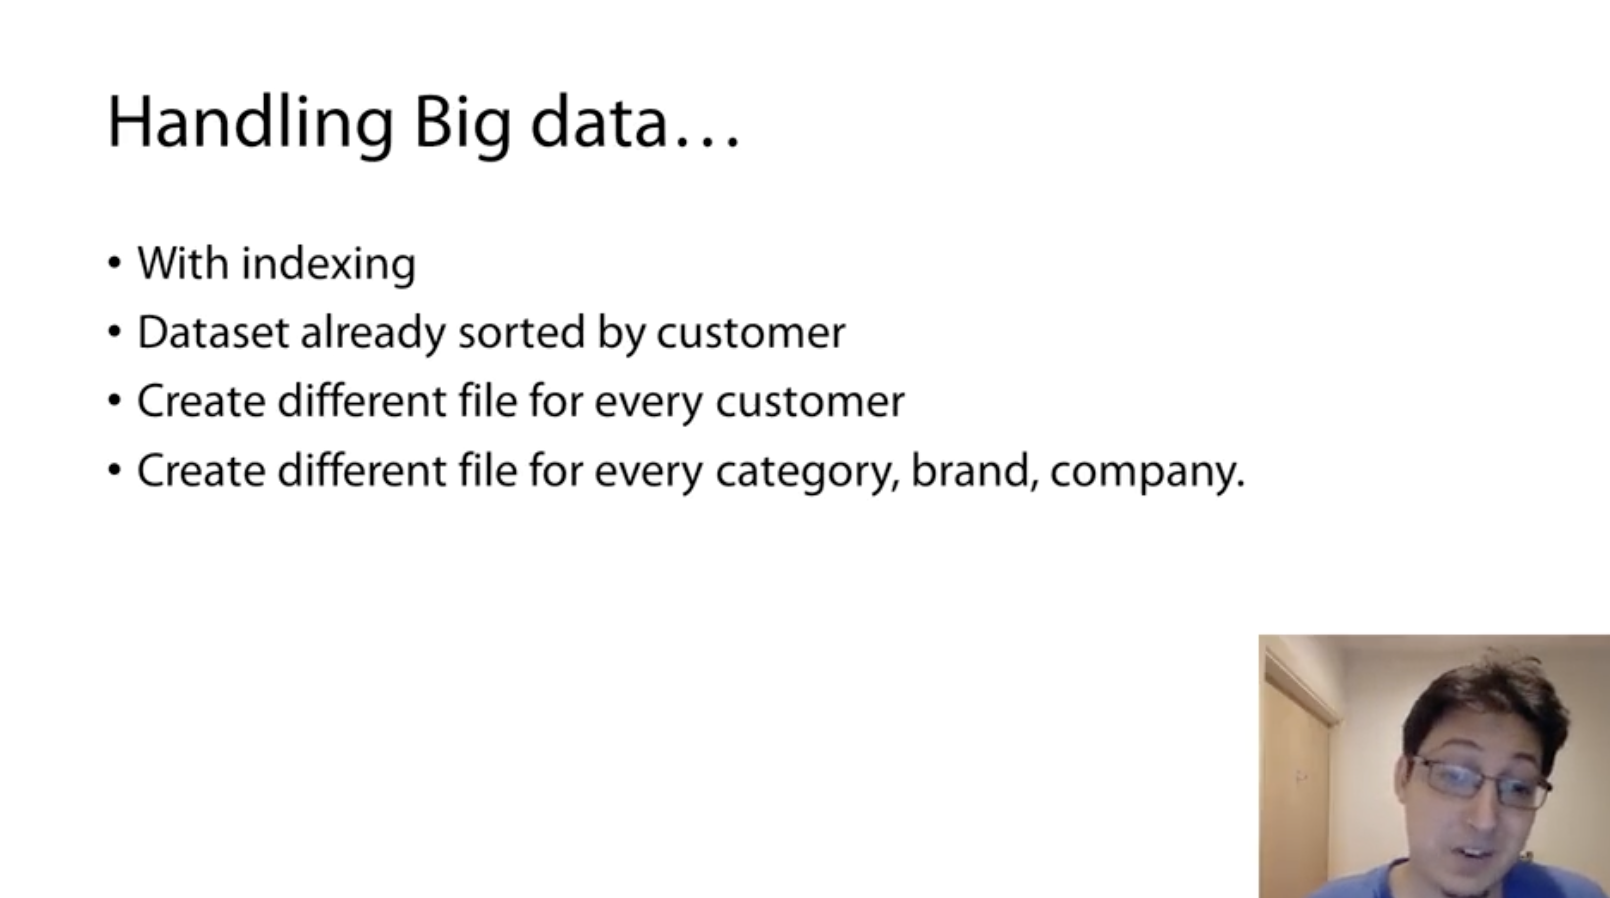 Handling Big data…
• With indexing
• Dataset already sorted by customer
• Create different file for every customer
• Create different file for every category, brand, company.